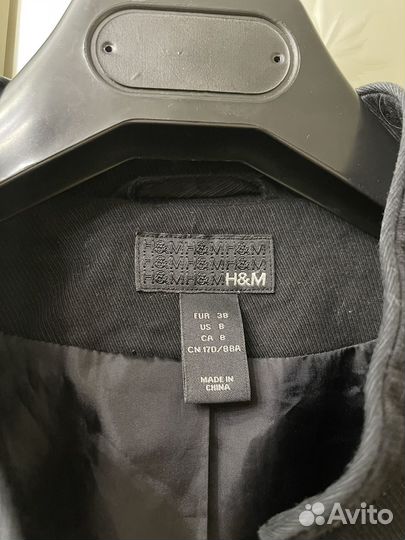 H&MH&MH&M
H&MH&MH&M
H&MH&MH&M
EUR 38
US 8
CA 8
CN 170/88A
MADE IN
CHINA
Avito